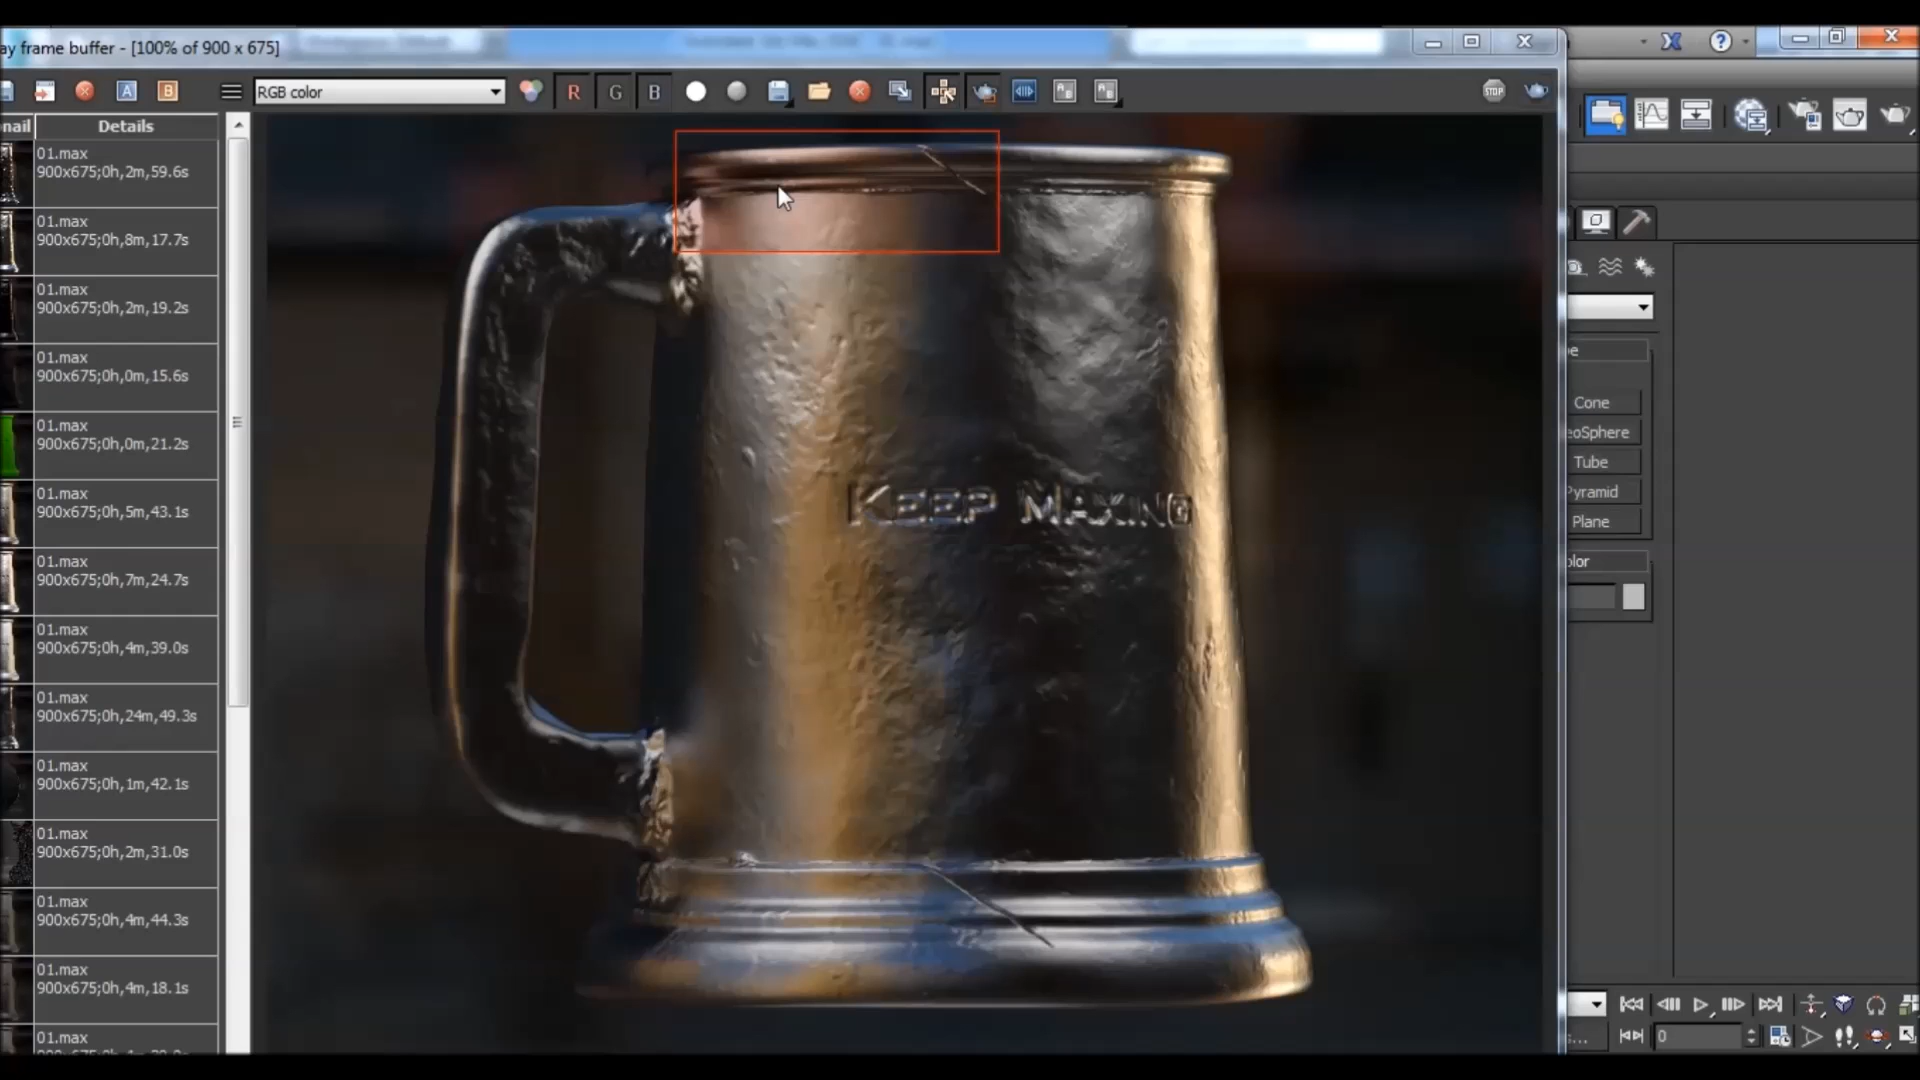 ay frame buffer - [100% of 900 x 675]
A
B
RGB color
R
G
B
STOP
nail
Details
01.max
900x675;0h,2m,59.6s
01.max
900x675;0h,8m,17.7s
01.max
900x675;0h,2m,19.2s
01.max
900x675;0h,0m,15.6s
01.max
900x675;0h,0m,21.2s
01.max
900x675;0h,5m,43.1s
01.max
900x675;0h,7m,24.7s
01.max
900x675;0h,4m,39.0s
01.max
900x675;0h,24m,49.3s
01.max
900x675;0h,1m,42.1s
01.max
900x675;0h,2m,31.0s
01.max
900x675;0h,4m,44.3s
01.max
900x675;0h,4m,18.1s
01.max
KEEP MAXING
pe
Cone
eoSphere
Tube
Pyramid
Plane
olor
0